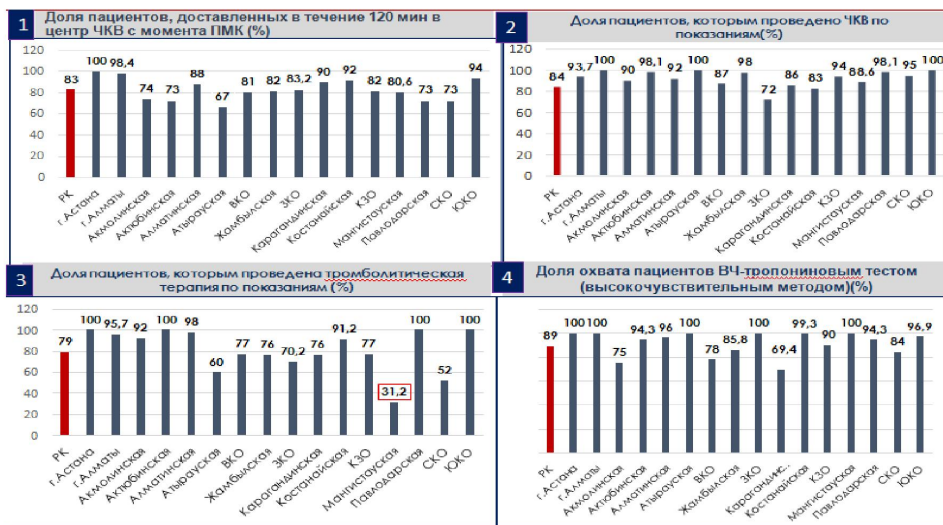 1
Доля пациентов, доставленных в течение 120 мин в
центр ЧКВ с момента ПМК (%)
120
100
80
60
40
20
0
83
100
98,4
74
73
88
67
81
82
83,2
90
92
82
80,6
73
73
94
РК
г.Астана
г.Алматы
Акмолинская
Актюбинская
Алматинская
Атырауская
ВКО
Жамбылская
ЗКО
Карагандинская
Костанайская
КЗО
Мангистауская
Павлодарская
СКО
ЮКО
2
Доля пациентов, которым проведено ЧКВ по
показаниям(%)
120
100
80
60
40
20
0
84
93,7
100
90
98,1
92
100
87
98
72
86
83
94
88,6
98,1
95
100
РК
г.Астана
г.Алматы
Акмолинская
Актюбинская
Алматинская
Атырауская
ВКО
Жамбылская
ЗКО
Карагандинская
Костанайская
КЗО
Мангистауская
Павлодарская
СКО
ЮКО
3
Доля пациентов, которым проведена тромболитическая
терапия по показаниям (%)
100
80
60
40
20
0
79
100
95,7
92
100
98
60
77
76
70,2
76
91,2
77
31,2
100
52
100
РК
г.Астана
г.Алматы
Акмолинская
Актюбинская
Алматинская
Атырауская
ВКО
Жамбылская
ЗКО
Карагандинская
Костанайская
КЗО
Мангистауская
Павлодарская
СКО
ЮКО
4
Доля охвата пациентов ВЧ-тропониновым тестом
(высокочувствительным методом)(%)
89
100
100
75
94,3
96
100
78
85,8
100
69,4
99,3
90
100
94,3
84
96,9
РК
г.Астана
г.Алматы
Акмолинская
Актюбинская
Алматинская
Атырауская
ВКО
Жамбылская
ЗКО
Карагандинс...
Костанайская
КЗО
Мангистауская
Павлодарская
СКО
ЮКО